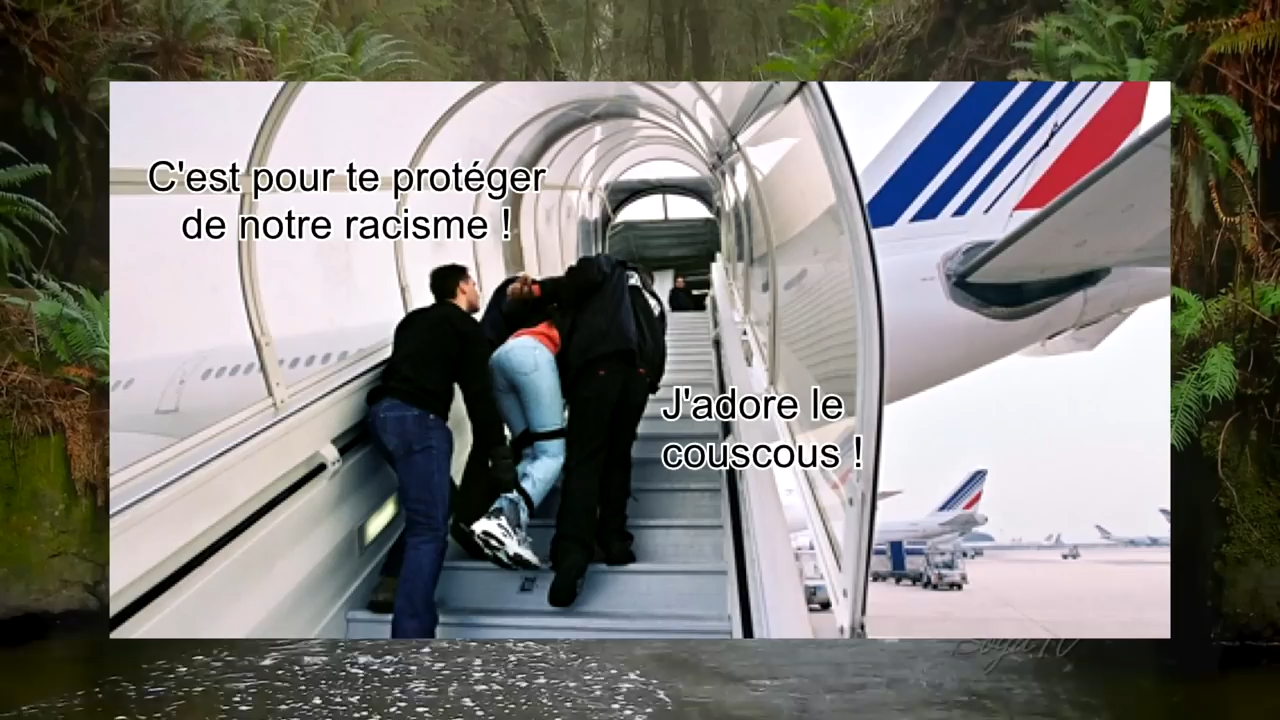 C'est pour te protéger
de notre racisme !
J'adore le
couscous !